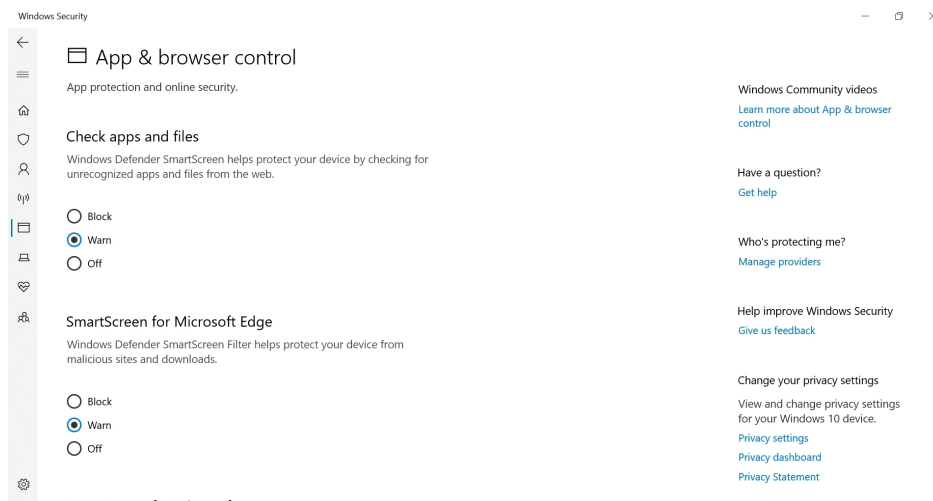 Windows Security
App & browser control
App protection and online security.
Check apps and files
Windows Defender SmartScreen helps protect your device by checking for
unrecognized apps and files from the web.
Block
Warn
Off
SmartScreen for Microsoft Edge
Windows Defender SmartScreen Filter helps protect your device from
malicious sites and downloads.
Block
Warn
Off
Windows Community videos
Learn more about App & browser
control
Have a question?
Get help
Who's protecting me?
Manage providers
Help improve Windows Security
Give us feedback
Change your privacy settings
View and change privacy settings
for your Windows 10 device.
Privacy settings
Privacy dashboard
Privacy Statement